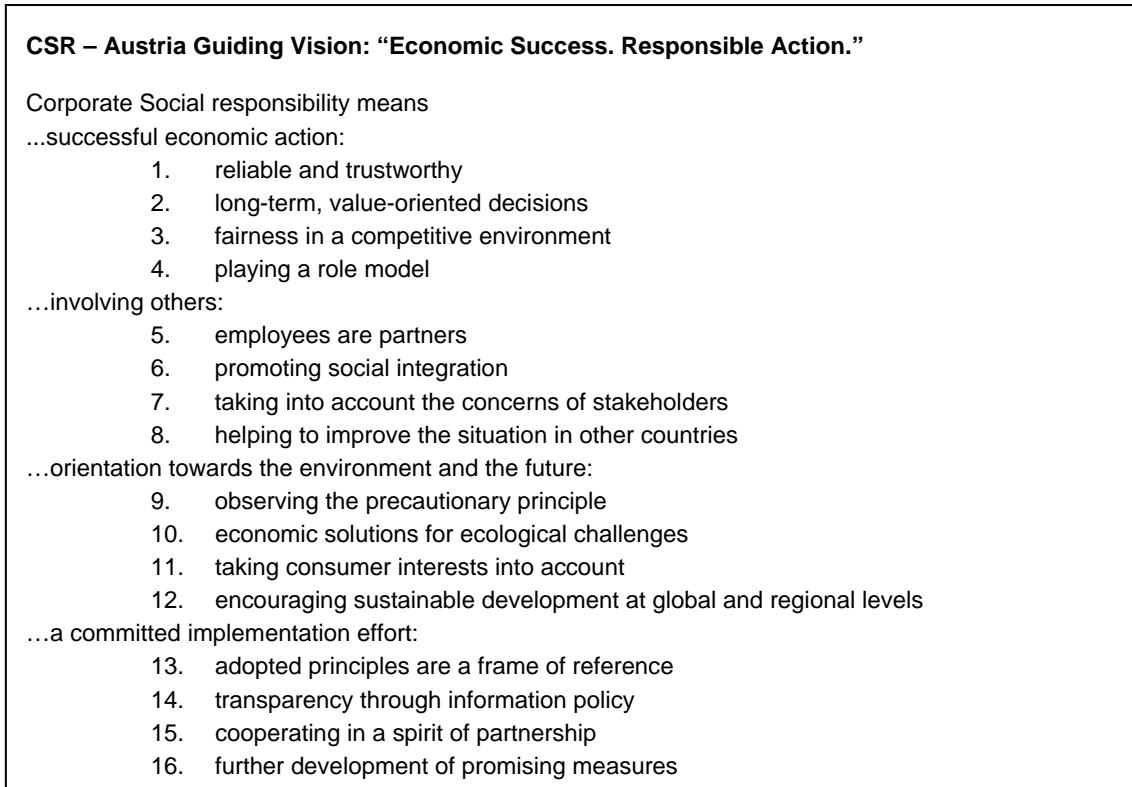 CSR – Austria Guiding Vision: “Economic Success. Responsible Action.”
Corporate Social responsibility means
...successful economic action:
1. reliable and trustworthy
2. long-term, value-oriented decisions
3. fairness in a competitive environment
4. playing a role model
…involving others:
5. employees are partners
6. promoting social integration
7. taking into account the concerns of stakeholders
8. helping to improve the situation in other countries
…orientation towards the environment and the future:
9. observing the precautionary principle
10. economic solutions for ecological challenges
11. taking consumer interests into account
12. encouraging sustainable development at global and regional levels
…a committed implementation effort:
13. adopted principles are a frame of reference
14. transparency through information policy
15. cooperating in a spirit of partnership
16. further development of promising measures